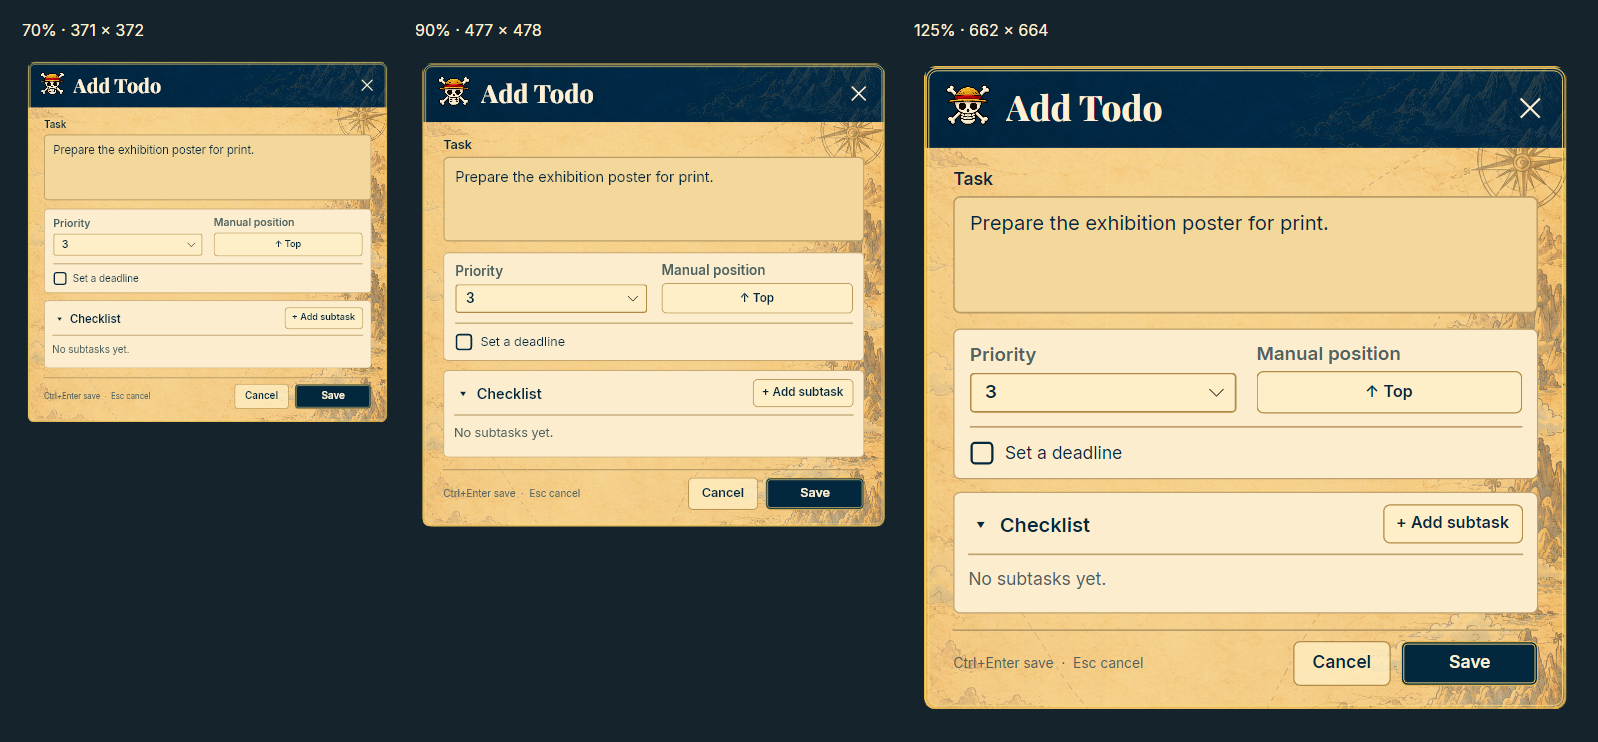 70% · 371 × 372
Add Todo
Task
Prepare the exhibition poster for print.
Priority
Manual position
3
↑ Top
Set a deadline
Checklist
+ Add subtask
No subtasks yet.
Ctrl+Enter save · Esc cancel
Cancel
Save
90% · 477 × 478
Add Todo
Task
Prepare the exhibition poster for print.
Priority
Manual position
3
↑ Top
Set a deadline
Checklist
+ Add subtask
No subtasks yet.
Ctrl+Enter save · Esc cancel
Cancel
Save
125% · 662 × 664
Add Todo
Task
Prepare the exhibition poster for print.
Priority
Manual position
3
↑ Top
Set a deadline
Checklist
+ Add subtask
No subtasks yet.
Ctrl+Enter save · Esc cancel
Cancel
Save